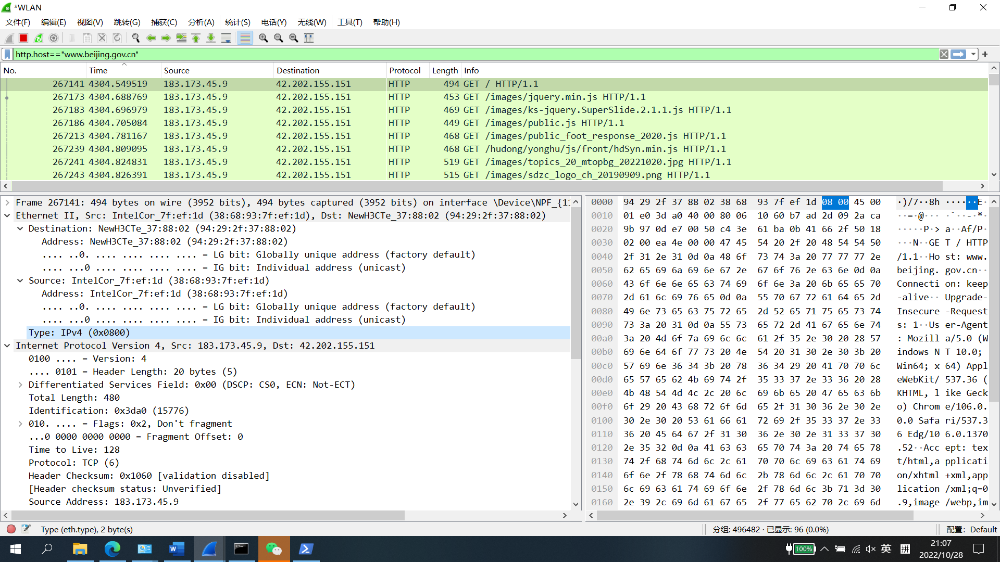 *WLAN
文件(F) 编辑(E) 视图(V) 跳转(G) 捕获(C) 分析(A) 统计(S) 电话(Y) 无线(W) 工具(T) 帮助(H)
http.host=="www.beijing.gov.cn"
No. Time Source Destination Protocol Length Info
267141 4304.549519 183.173.45.9 42.202.155.151 HTTP 494 GET / HTTP/1.1
267173 4304.688769 183.173.45.9 42.202.155.151 HTTP 453 GET /images/jquery.min.js HTTP/1.1
267183 4304.696979 183.173.45.9 42.202.155.151 HTTP 469 GET /images/ks-jquery.SuperSlide.2.1.1.js HTTP/1.1
267186 4304.705084 183.173.45.9 42.202.155.151 HTTP 449 GET /images/public.js HTTP/1.1
267213 4304.781167 183.173.45.9 42.202.155.151 HTTP 468 GET /images/public_foot_response_2020.js HTTP/1.1
267239 4304.809095 183.173.45.9 42.202.155.151 HTTP 468 GET /hudong/yonghu/js/front/hdSyn.min.js HTTP/1.1
267241 4304.824831 183.173.45.9 42.202.155.151 HTTP 519 GET /images/topics_20_mtopbg_20221020.jpg HTTP/1.1
267243 4304.826391 183.173.45.9 42.202.155.151 HTTP 515 GET /images/sdzc_logo_ch_20190909.png HTTP/1.1
Frame 267141: 494 bytes on wire (3952 bits), 494 bytes captured (3952 bits) on interface \Device\NPF_{11
Ethernet II, Src: IntelCor_7f:ef:1d (38:68:93:7f:ef:1d), Dst: NewH3CTe_37:88:02 (94:29:2f:37:88:02)
Destination: NewH3CTe_37:88:02 (94:29:2f:37:88:02)
Address: NewH3CTe_37:88:02 (94:29:2f:37:88:02)
.... ..0. .... .... .... .... = LG bit: Globally unique address (factory default)
.... ...0 .... .... .... .... = IG bit: Individual address (unicast)
Source: IntelCor_7f:ef:1d (38:68:93:7f:ef:1d)
Address: IntelCor_7f:ef:1d (38:68:93:7f:ef:1d)
.... ..0. .... .... .... .... = LG bit: Globally unique address (factory default)
.... ...0 .... .... .... .... = IG bit: Individual address (unicast)
Type: IPv4 (0x0800)
Internet Protocol Version 4, Src: 183.173.45.9, Dst: 42.202.155.151
0100 .... = Version: 4
.... 0101 = Header Length: 20 bytes (5)
Differentiated Services Field: 0x00 (DSCP: CS0, ECN: Not-ECT)
Total Length: 480
Identification: 0x3da0 (15776)
010. .... = Flags: 0x2, Don't fragment
...0 0000 0000 0000 = Fragment Offset: 0
Time to Live: 128
Protocol: TCP (6)
Header Checksum: 0x1060 [validation disabled]
[Header checksum status: Unverified]
Source Address: 183.173.45.9
0000 94 29 2f 37 88 02 38 68 93 7f ef 1d 08 00 45 00 ·)/7··8h ······E·
0010 01 e0 3d a0 40 00 80 06 10 60 b7 ad 2d 09 2a ca ··=·@··· ·`··-·*·
0020 9b 97 0d e7 00 50 c4 3e 61 ba 0b 41 66 2f 50 18 ·····P·> a··Af/P·
0030 02 00 ea 4e 00 00 47 45 54 20 2f 20 48 54 54 50 ···N··GE T / HTTP
0040 2f 31 2e 31 0d 0a 48 6f 73 74 3a 20 77 77 77 2e /1.1··Ho st: www.
0050 62 65 69 6a 69 6e 67 2e 67 6f 76 2e 63 6e 0d 0a beijing. gov.cn··
0060 43 6f 6e 6e 65 63 74 69 6f 6e 3a 20 6b 65 65 70 Connecti on: keep
0070 2d 61 6c 69 76 65 0d 0a 55 70 67 72 61 64 65 2d -alive·· Upgrade-
0080 49 6e 73 65 63 75 72 65 2d 52 65 71 75 65 73 74 Insecure -Request
0090 73 3a 20 31 0d 0a 55 73 65 72 2d 41 67 65 6e 74 s: 1··Us er-Agent
00a0 3a 20 4d 6f 7a 69 6c 6c 61 2f 35 2e 30 20 28 57 : Mozill a/5.0 (W
00b0 69 6e 64 6f 77 73 20 4e 54 20 31 30 2e 30 3b 20 indows N T 10.0;
00c0 57 69 6e 36 34 3b 20 78 36 34 29 20 41 70 70 6c Win64; x 64) Appl
00d0 65 57 65 62 4b 69 74 2f 35 33 37 2e 33 36 20 28 eWebKit/ 537.36 (
00e0 4b 48 54 4d 4c 2c 20 6c 69 6b 65 20 47 65 63 6b KHTML, l ike Geck
00f0 6f 29 20 43 68 72 6f 6d 65 2f 31 30 36 2e 30 2e o) Chrom e/106.0.
0100 30 2e 30 20 53 61 66 61 72 69 2f 35 33 37 2e 33 0.0 Safa ri/537.3
0110 36 20 45 64 67 2f 31 30 36 2e 30 2e 31 33 37 30 6 Edg/10 6.0.1370
0120 2e 35 32 0d 0a 41 63 63 65 70 74 3a 20 74 65 78 .52··Acc ept: tex
0130 74 2f 68 74 6d 6c 2c 61 70 70 6c 69 63 61 74 69 t/html,a pplicati
0140 6f 6e 2f 78 68 74 6d 6c 2b 78 6d 6c 2c 61 70 70 on/xhtml +xml,app
0150 6c 69 63 61 74 69 6f 6e 2f 78 6d 6c 3b 71 3d 30 lication /xml;q=0
0160 2e 39 2c 69 6d 61 67 65 2f 77 65 62 70 2c 69 6d .9,image /webp,im
Type (eth.type), 2 byte(s)
分组: 496482 · 已显示: 96 (0.0%)
配置: Default
100%
英
拼
21:07
2022/10/28